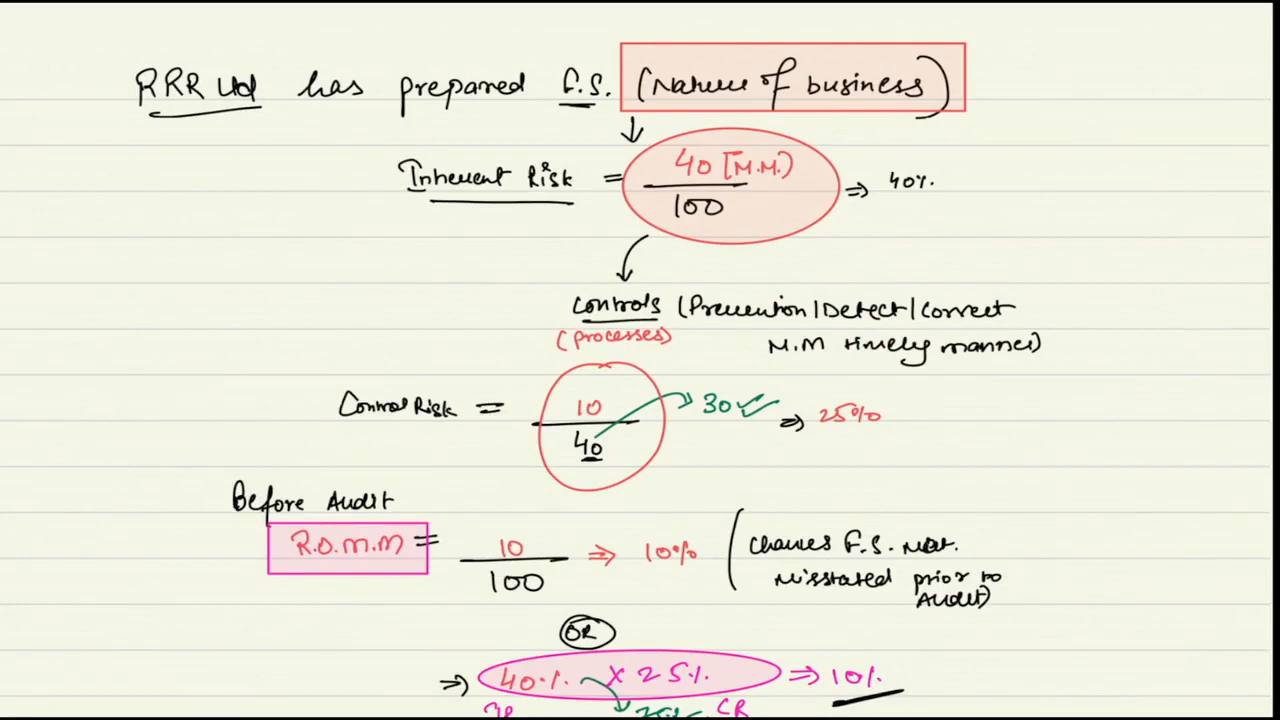 RRR Ltd has prepared F.S. (Nature of business)
Inherent Risk = 40 [M.M.) / 100 ⇒ 40%.
Controls (Prevention/Detect/Correct
(processes) M.M timely manner)
Control Risk = 10 / 40 → 30 ✓ ⇒ 25%
Before Audit
R.O.M.M = 10 / 100 ⇒ 10% (Chances F.S. mat.
misstated prior to
Audit)
OR
⇒ 40%. X 25%. ⇒ 10%.
CR